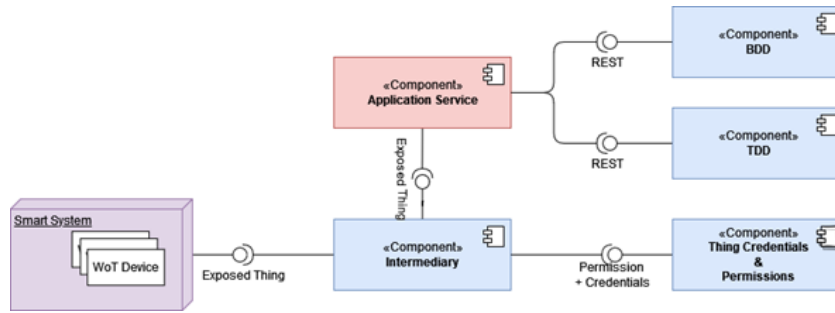 «Component»
BDD
REST
«Component»
Application Service
«Component»
TDD
REST
Exposed Thing
Smart System
WoT Device
Exposed Thing
«Component»
Intermediary
Permission
+ Credentials
«Component»
Thing Credentials
&
Permissions